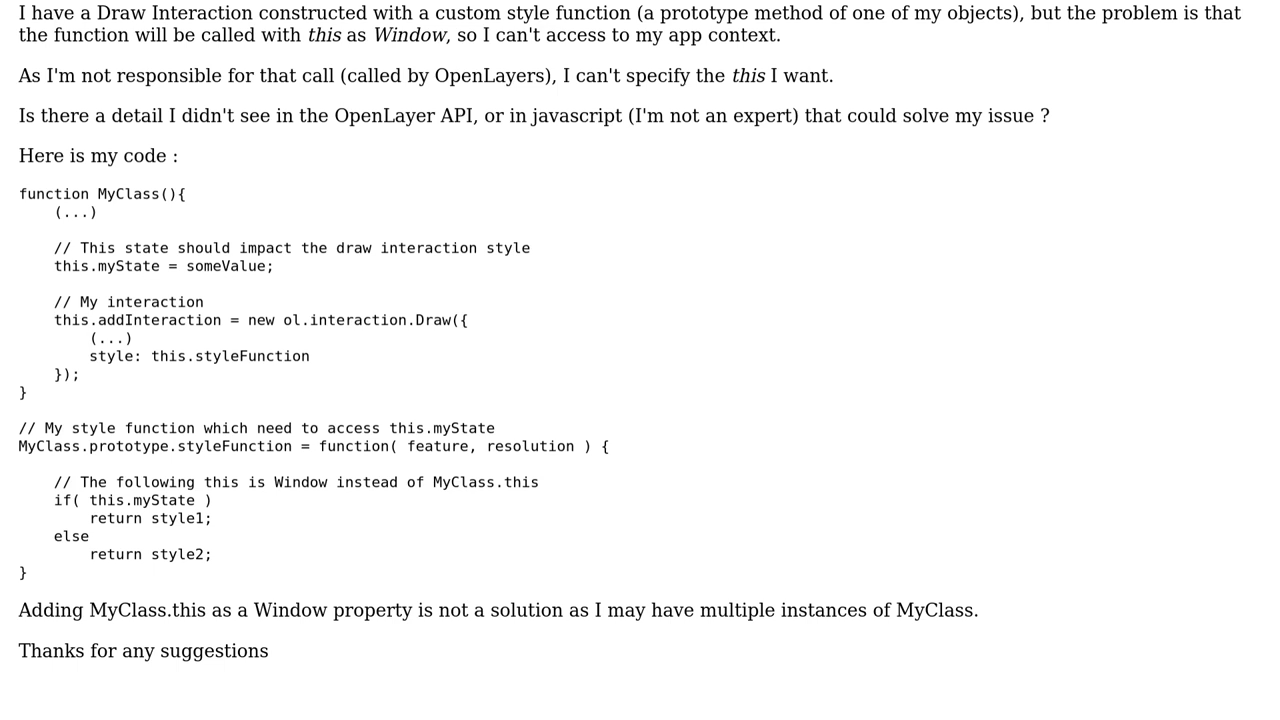 I have a Draw Interaction constructed with a custom style function (a prototype method of one of my objects), but the problem is that
the function will be called with this as Window, so I can't access to my app context.
As I'm not responsible for that call (called by OpenLayers), I can't specify the this I want.
Is there a detail I didn't see in the OpenLayer API, or in javascript (I'm not an expert) that could solve my issue ?
Here is my code :
function MyClass(){
    (...)
    // This state should impact the draw interaction style
    this.myState = someValue;
    // My interaction
    this.addInteraction = new ol.interaction.Draw({
        (...)
        style: this.styleFunction
    });
}
// My style function which need to access this.myState
MyClass.prototype.styleFunction = function( feature, resolution ) {
    // The following this is Window instead of MyClass.this
    if( this.myState )
        return style1;
    else
        return style2;
}
Adding MyClass.this as a Window property is not a solution as I may have multiple instances of MyClass.
Thanks for any suggestions